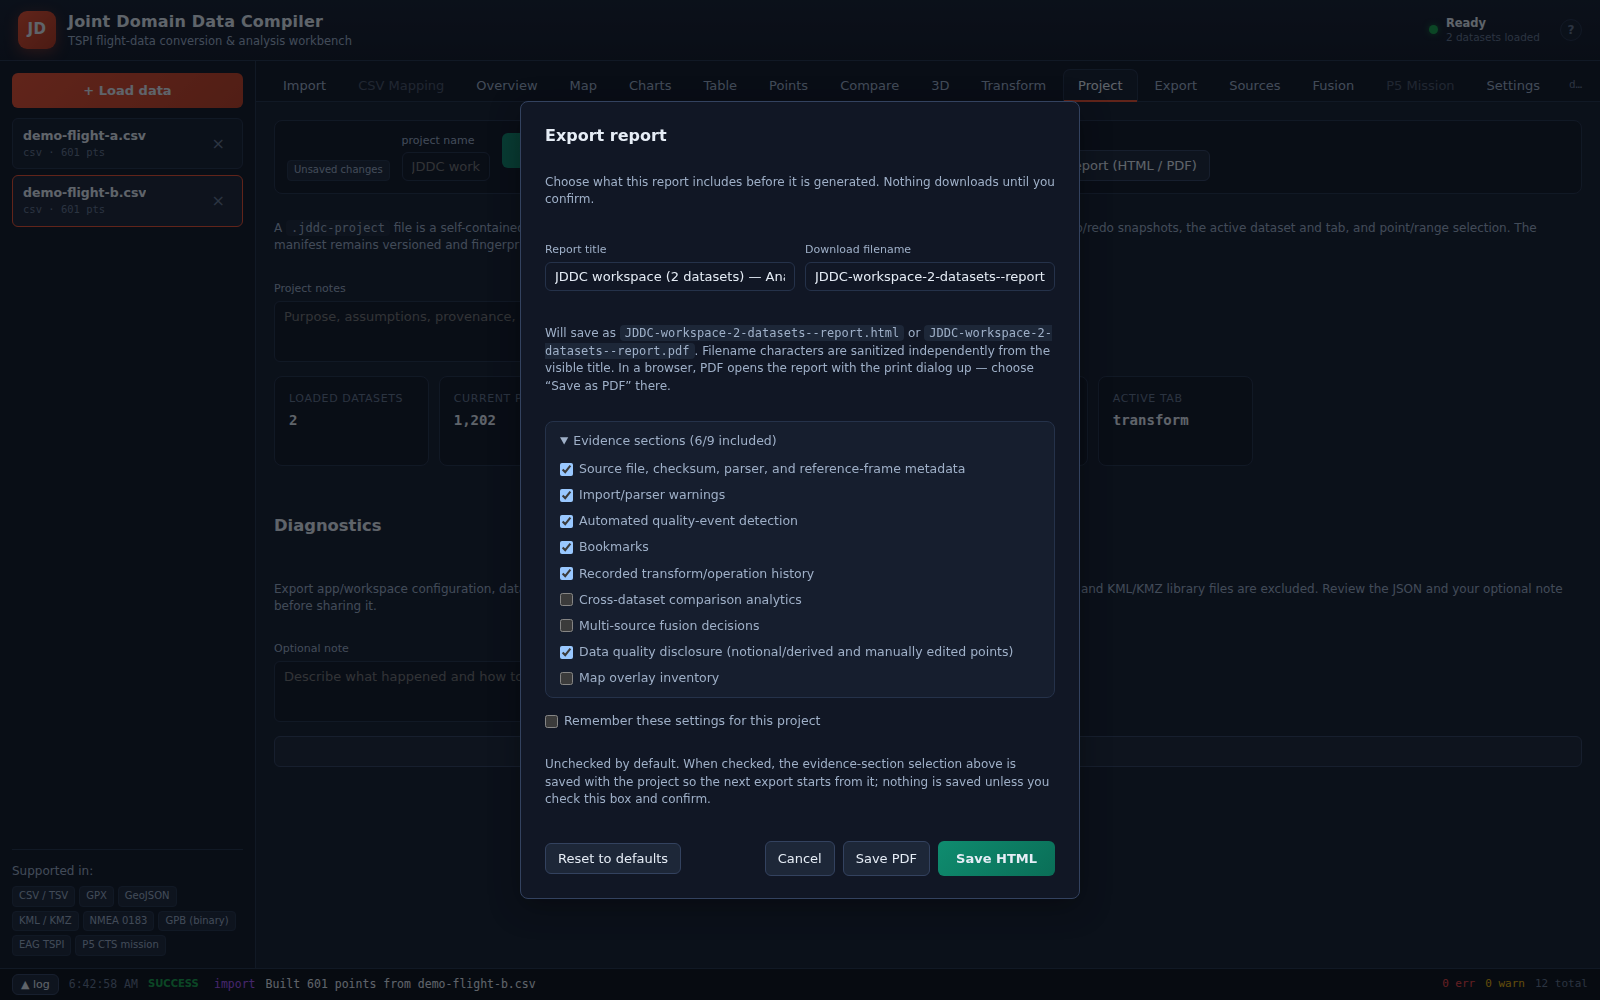 JD
Joint Domain Data Compiler
TSPI flight-data conversion & analysis workbench
Ready
2 datasets loaded
?
+ Load data
demo-flight-a.csv
csv · 601 pts
×
demo-flight-b.csv
csv · 601 pts
×
Import
CSV Mapping
Overview
Map
Charts
Table
Points
Compare
3D
Transform
Project
Export
Sources
Fusion
P5 Mission
Settings
d…
Unsaved changes
project name
JDDC work
port (HTML / PDF)
A .jddc-project file is a self-contained
/redo snapshots, the active dataset and tab, and point/range selection. The
manifest remains versioned and fingerpr
Project notes
Purpose, assumptions, provenance,
LOADED DATASETS
2
CURRENT
1,202
ACTIVE TAB
transform
Diagnostics
Export app/workspace configuration, dat
and KML/KMZ library files are excluded. Review the JSON and your optional note
before sharing it.
Optional note
Describe what happened and how to
Export report
Choose what this report includes before it is generated. Nothing downloads until you
confirm.
Report title
Download filename
JDDC workspace (2 datasets) — Ana
JDDC-workspace-2-datasets--report
Will save as JDDC-workspace-2-datasets--report.html or JDDC-workspace-2-
datasets--report.pdf. Filename characters are sanitized independently from the
visible title. In a browser, PDF opens the report with the print dialog up — choose
“Save as PDF” there.
▼ Evidence sections (6/9 included)
Source file, checksum, parser, and reference-frame metadata
Import/parser warnings
Automated quality-event detection
Bookmarks
Recorded transform/operation history
Cross-dataset comparison analytics
Multi-source fusion decisions
Data quality disclosure (notional/derived and manually edited points)
Map overlay inventory
Remember these settings for this project
Unchecked by default. When checked, the evidence-section selection above is
saved with the project so the next export starts from it; nothing is saved unless you
check this box and confirm.
Reset to defaults
Cancel
Save PDF
Save HTML
Supported in:
CSV / TSV
GPX
GeoJSON
KML / KMZ
NMEA 0183
GPB (binary)
EAG TSPI
P5 CTS mission
▲ log
6:42:58 AM
SUCCESS
import
Built 601 points from demo-flight-b.csv
0 err
0 warn
12 total